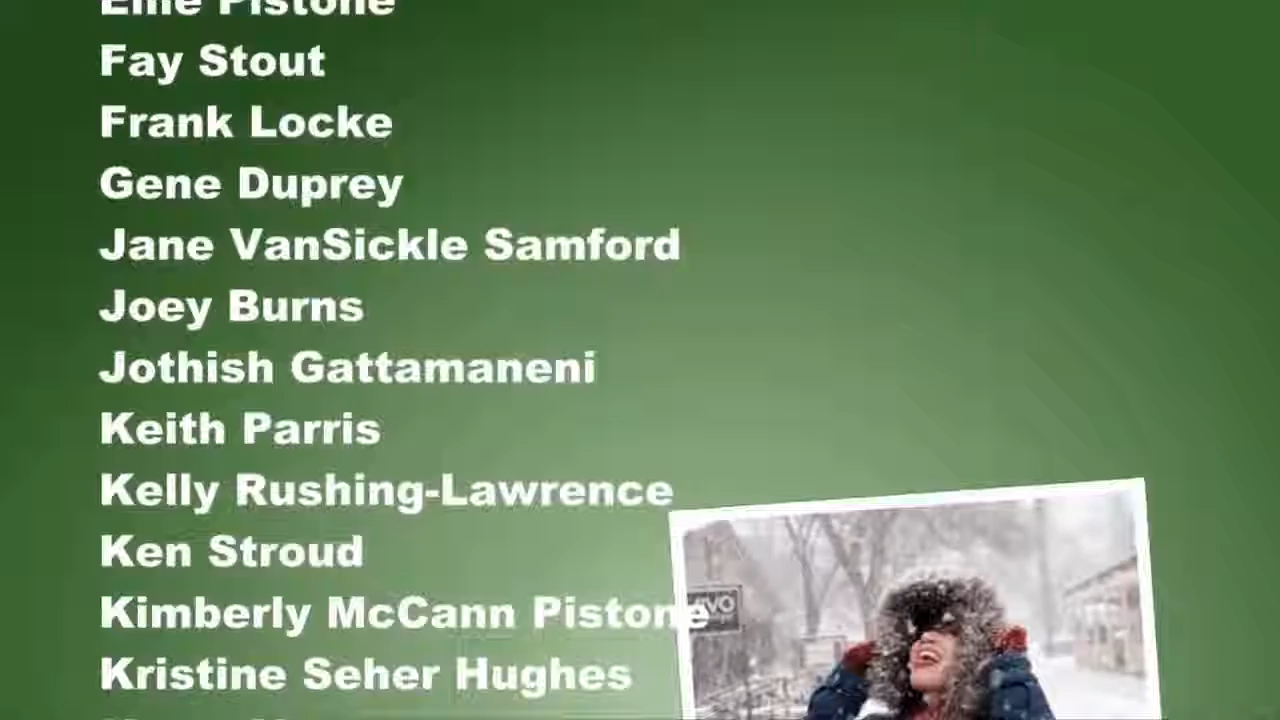 Pistone
Fay Stout
Frank Locke
Gene Duprey
Jane VanSickle Samford
Joey Burns
Jothish Gattamaneni
Keith Parris
Kelly Rushing-Lawrence
Ken Stroud
Kimberly McCann Pistone
Kristine Seher Hughes